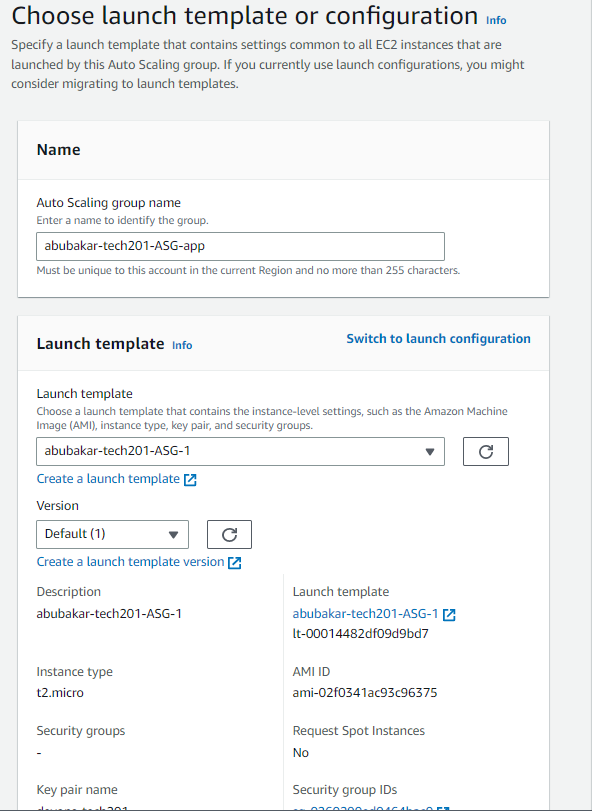 Choose launch template or configuration Info
Specify a launch template that contains settings common to all EC2 instances that are
launched by this Auto Scaling group. If you currently use launch configurations, you might
consider migrating to launch templates.
Name
Auto Scaling group name
Enter a name to identify the group.
abubakar-tech201-ASG-app
Must be unique to this account in the current Region and no more than 255 characters.
Launch template Info
Switch to launch configuration
Launch template
Choose a launch template that contains the instance-level settings, such as the Amazon Machine
Image (AMI), instance type, key pair, and security groups.
abubakar-tech201-ASG-1
Create a launch template
Version
Default (1)
Create a launch template version
Description
abubakar-tech201-ASG-1
Launch template
abubakar-tech201-ASG-1
lt-00014482df09d9bd7
Instance type
t2.micro
AMI ID
ami-02f0341ac93c96375
Security groups
-
Request Spot Instances
No
Key pair name
Security group IDs